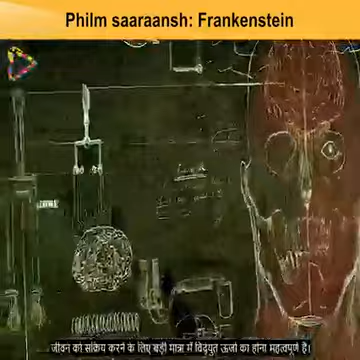 Philm saaraansh: Frankenstein
जीवन को सक्रिय करने के लिए बड़ी मात्रा में विद्युत ऊर्जा का होना महत्वपूर्ण है।